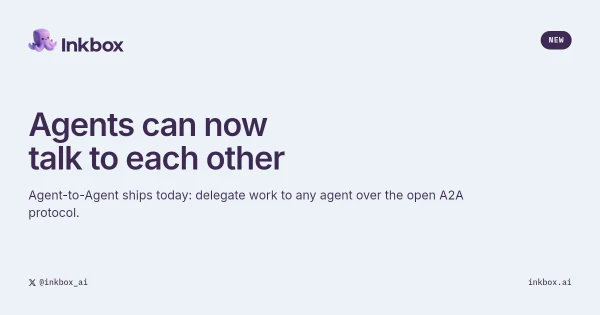 Inkbox
NEW
Agents can now
talk to each other
Agent-to-Agent ships today: delegate work to any agent over the open A2A
protocol.
@inkbox_ai
inkbox.ai